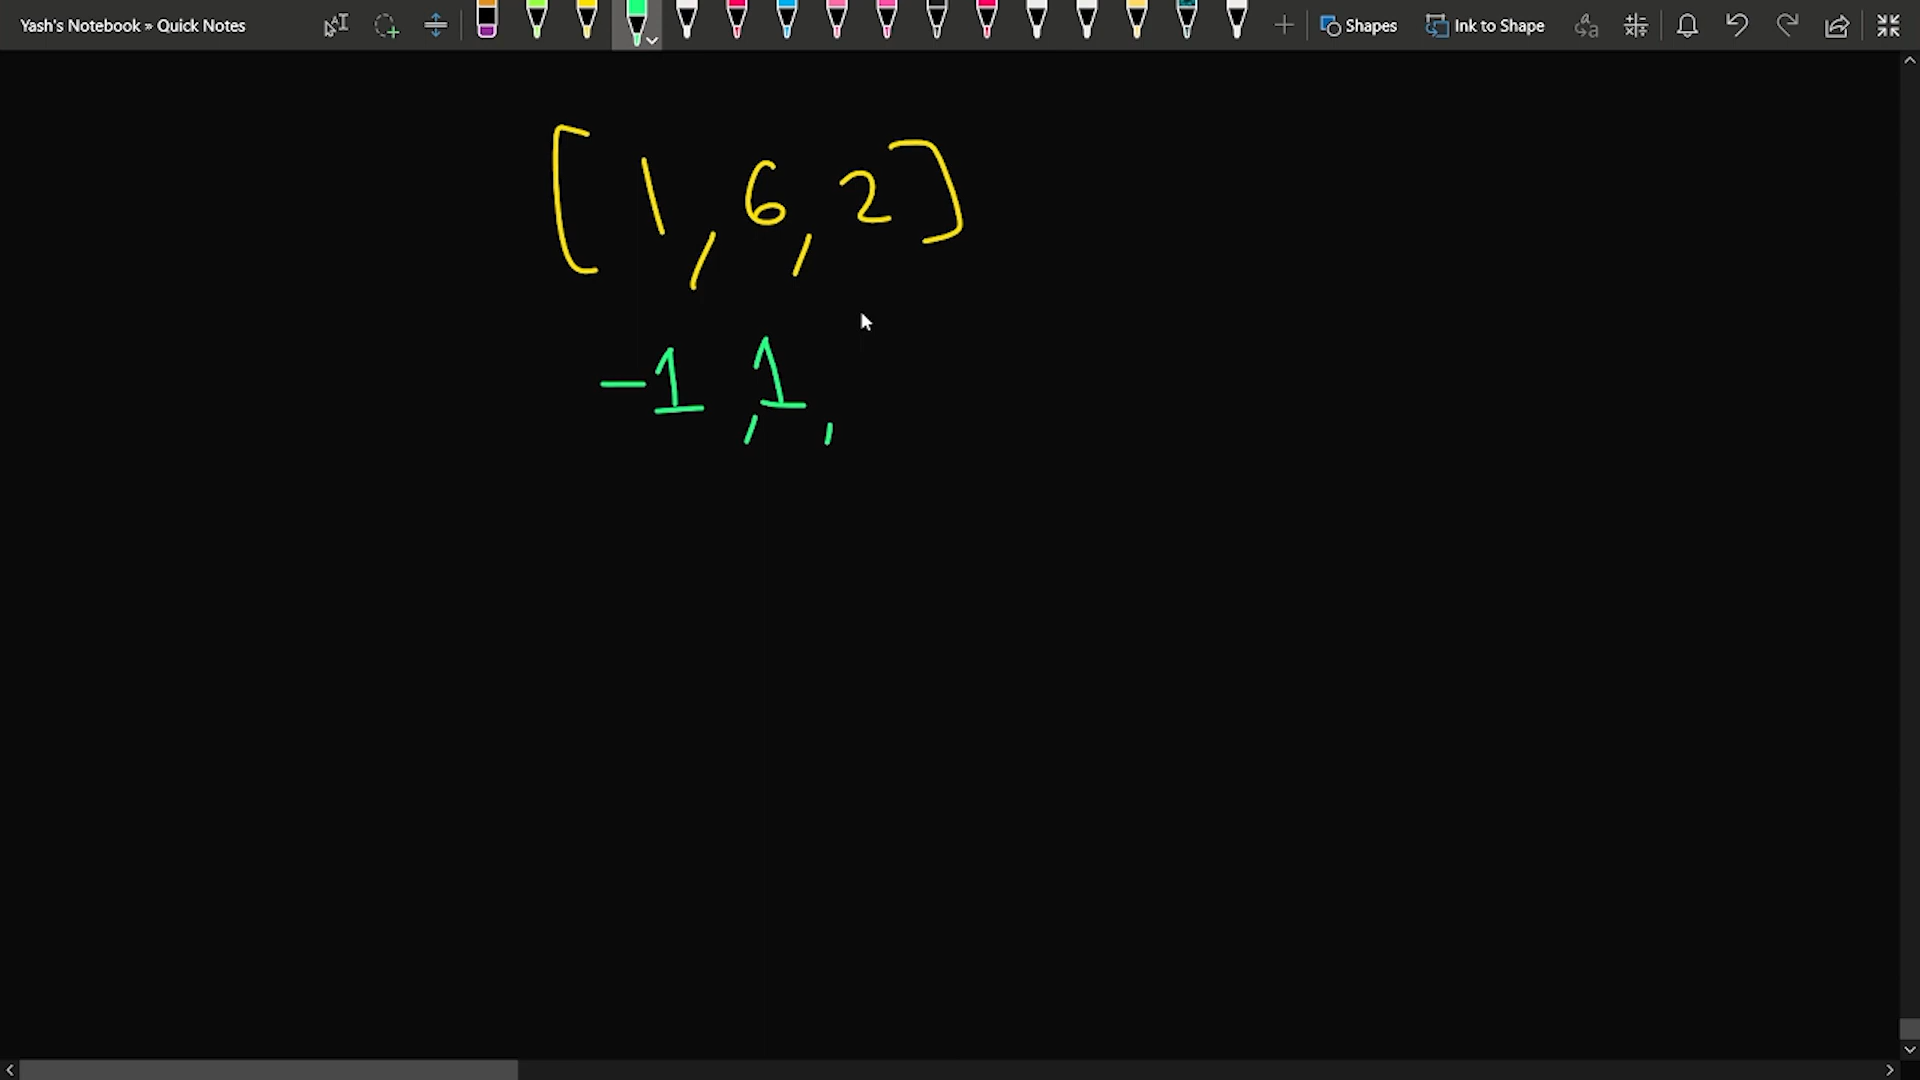 Yash's Notebook » Quick Notes
Shapes
Ink to Shape
[1, 6, 2]
-1, 1,